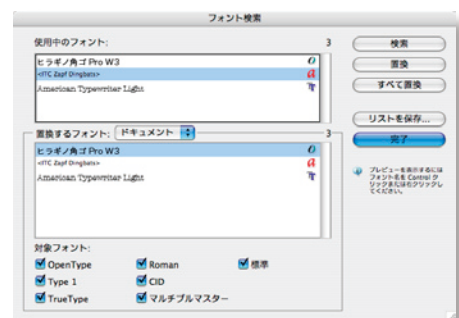 フォント検索
使用中のフォント: 3
ヒラギノ角ゴ Pro W3
<ITC Zapf Dingbats>
American Typewriter Light
検索
置換
すべて置換
リストを保存...
完了
置換するフォント: ドキュメント 3
ヒラギノ角ゴ Pro W3
<ITC Zapf Dingbats>
American Typewriter Light
プレビューを表示するには
フォント名を Control ク
リックまたは右クリックし
てください。
対象フォント:
OpenType Roman 標準
Type 1 CID
TrueType マルチプルマスター